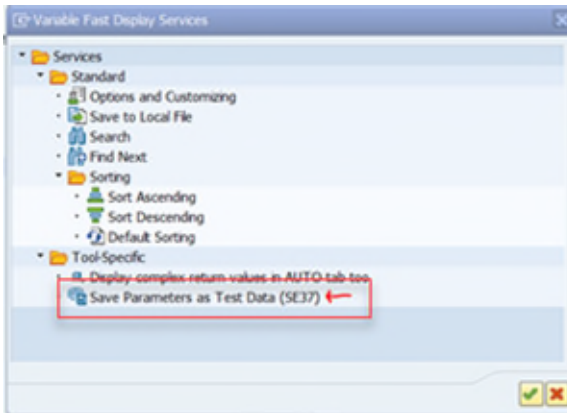 Variable Fast Display Services
Services
Standard
Options and Customizing
Save to Local File
Search
Find Next
Sorting
Sort Ascending
Sort Descending
Default Sorting
Tool-Specific
Display complex return values in AUTO tab too
Save Parameters as Test Data (SE37)